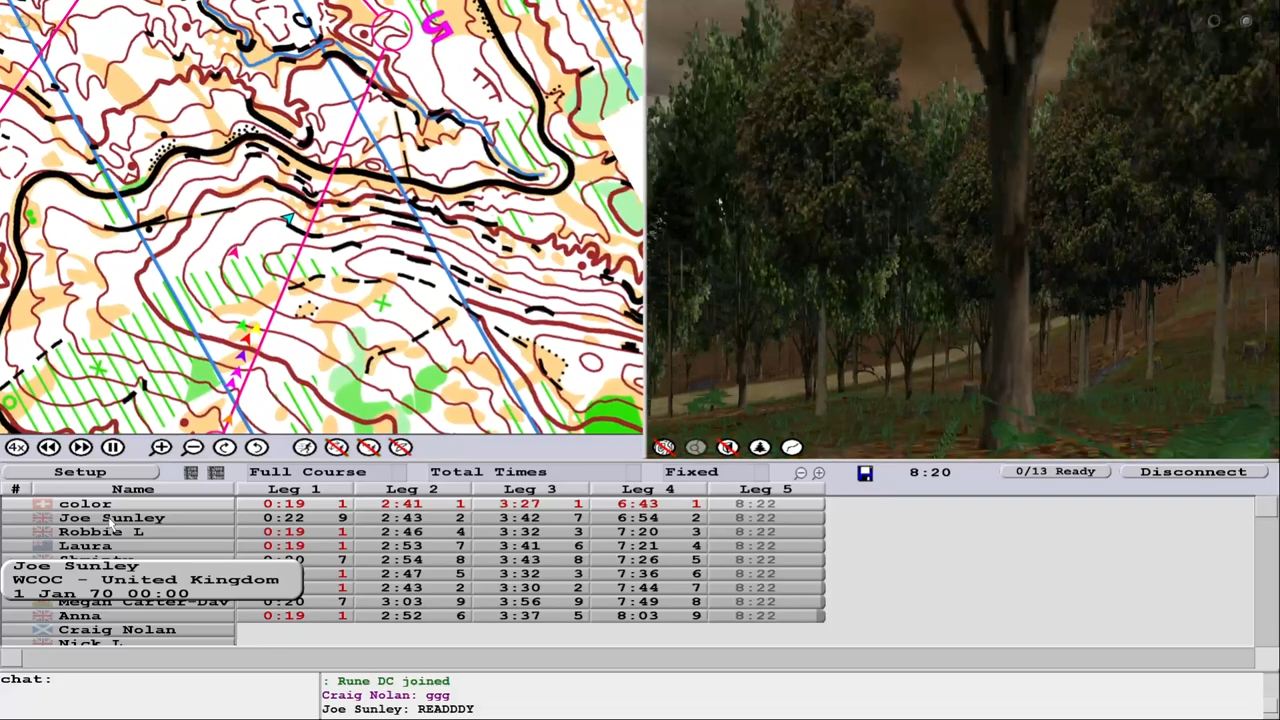 5
4x
Setup Full Course Total Times Fixed 8:20 0/13 Ready Disconnect
# Name Leg 1 Leg 2 Leg 3 Leg 4 Leg 5
color 0:19 1 2:41 1 3:27 1 6:43 1 8:22
Joe Sunley 0:22 9 2:43 2 3:42 7 6:54 2 8:22
Robbie L 0:19 1 2:46 4 3:32 3 7:20 3 8:22
Laura 0:19 1 2:53 7 3:41 6 7:21 4 8:22
7 2:54 8 3:43 8 7:26 5 8:22
Joe Sunley
WCOC - United Kingdom
1 2:47 5 3:32 3 7:36 6 8:22
1 Jan 70 00:00
1 2:43 2 3:30 2 7:44 7 8:22
Megan Carter-Dav 0:20 7 3:03 9 3:56 9 7:49 8 8:22
Anna 0:19 1 2:52 6 3:37 5 8:03 9 8:22
Craig Nolan
Nick L
chat:
: Rune DC joined
Craig Nolan: ggg
Joe Sunley: READDDY